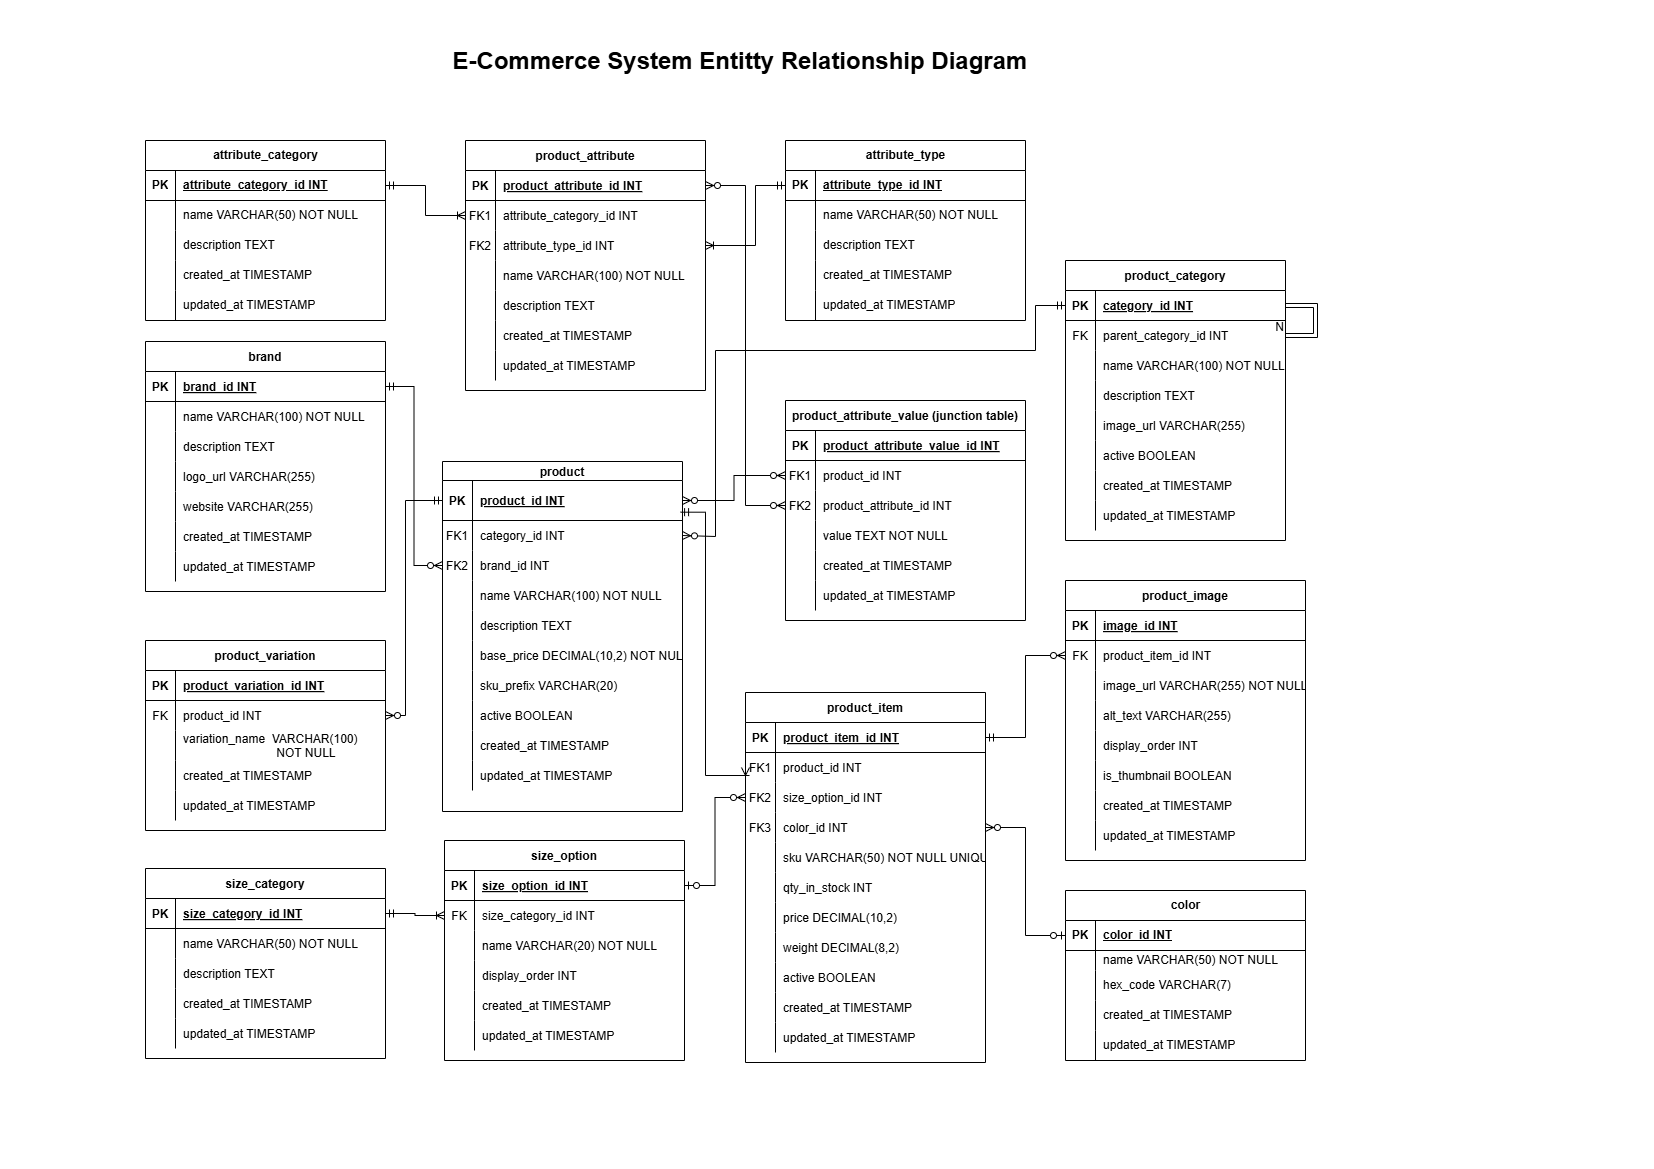 E-Commerce System Entitty Relationship Diagram
attribute_category
PK attribute_category_id INT
name VARCHAR(50) NOT NULL
description TEXT
created_at TIMESTAMP
updated_at TIMESTAMP
product_attribute
PK product_attribute_id INT
FK1 attribute_category_id INT
FK2 attribute_type_id INT
name VARCHAR(100) NOT NULL
description TEXT
created_at TIMESTAMP
updated_at TIMESTAMP
attribute_type
PK attribute_type_id INT
name VARCHAR(50) NOT NULL
description TEXT
created_at TIMESTAMP
updated_at TIMESTAMP
product_category
PK category_id INT
N
FK parent_category_id INT
name VARCHAR(100) NOT NULL
description TEXT
image_url VARCHAR(255)
active BOOLEAN
created_at TIMESTAMP
updated_at TIMESTAMP
brand
PK brand_id INT
name VARCHAR(100) NOT NULL
description TEXT
logo_url VARCHAR(255)
website VARCHAR(255)
created_at TIMESTAMP
updated_at TIMESTAMP
product
PK product_id INT
FK1 category_id INT
FK2 brand_id INT
name VARCHAR(100) NOT NULL
description TEXT
base_price DECIMAL(10,2) NOT NUL
sku_prefix VARCHAR(20)
active BOOLEAN
created_at TIMESTAMP
updated_at TIMESTAMP
product_attribute_value (junction table)
PK product_attribute_value_id INT
FK1 product_id INT
FK2 product_attribute_id INT
value TEXT NOT NULL
created_at TIMESTAMP
updated_at TIMESTAMP
product_image
PK image_id INT
FK product_item_id INT
image_url VARCHAR(255) NOT NULL
alt_text VARCHAR(255)
display_order INT
is_thumbnail BOOLEAN
created_at TIMESTAMP
updated_at TIMESTAMP
product_variation
PK product_variation_id INT
FK product_id INT
variation_name VARCHAR(100)
NOT NULL
created_at TIMESTAMP
updated_at TIMESTAMP
product_item
PK product_item_id INT
FK1 product_id INT
FK2 size_option_id INT
FK3 color_id INT
sku VARCHAR(50) NOT NULL UNIQU
qty_in_stock INT
price DECIMAL(10,2)
weight DECIMAL(8,2)
active BOOLEAN
created_at TIMESTAMP
updated_at TIMESTAMP
size_category
PK size_category_id INT
name VARCHAR(50) NOT NULL
description TEXT
created_at TIMESTAMP
updated_at TIMESTAMP
size_option
PK size_option_id INT
FK size_category_id INT
name VARCHAR(20) NOT NULL
display_order INT
created_at TIMESTAMP
updated_at TIMESTAMP
color
PK color_id INT
name VARCHAR(50) NOT NULL
hex_code VARCHAR(7)
created_at TIMESTAMP
updated_at TIMESTAMP